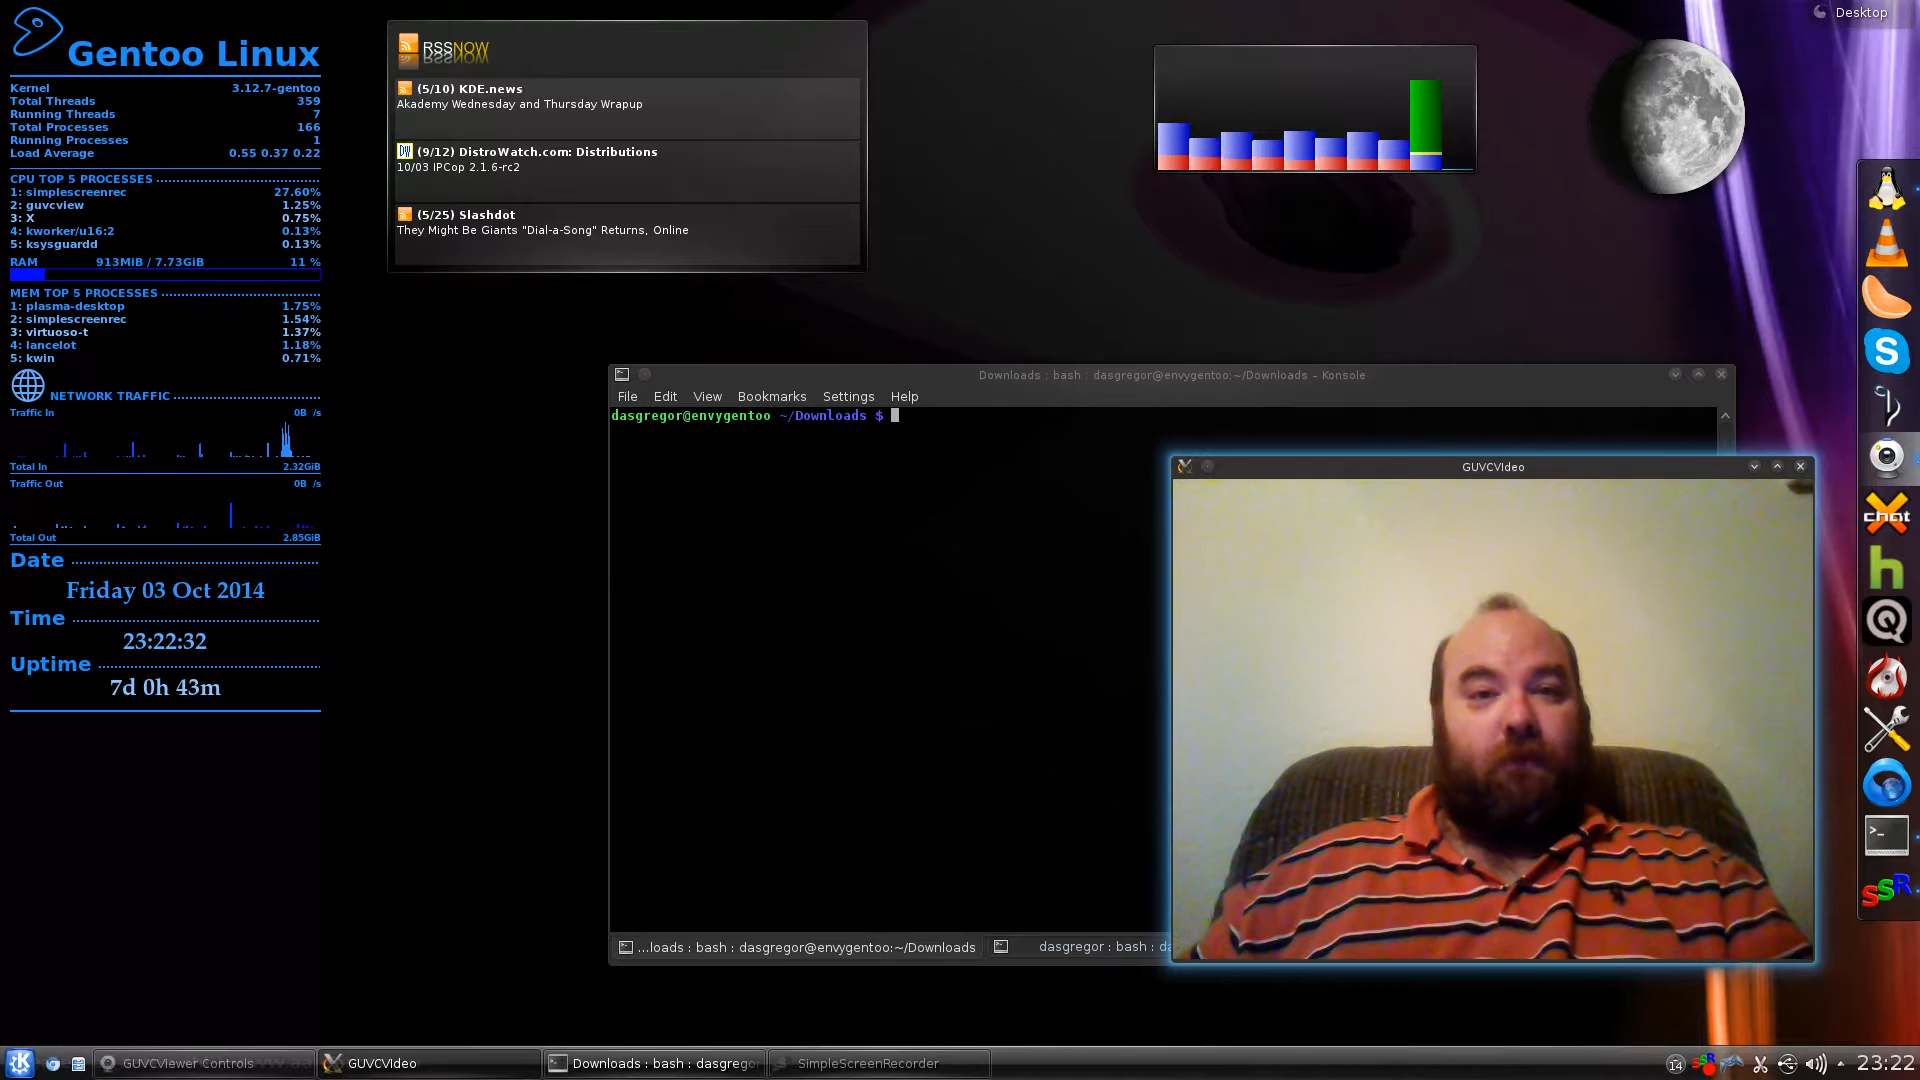 Gentoo Linux
Kernel 3.12.7-gentoo
Total Threads 359
Running Threads 7
Total Processes 166
Running Processes 1
Load Average 0.55 0.37 0.22
CPU TOP 5 PROCESSES
1: simplescreenrec 27.60%
2: guvcview 1.25%
3: X 0.75%
4: kworker/u16:2 0.13%
5: ksysguardd 0.13%
RAM 913MiB / 7.73GiB 11 %
MEM TOP 5 PROCESSES
1: plasma-desktop 1.75%
2: simplescreenrec 1.54%
3: virtuoso-t 1.37%
4: lancelot 1.18%
5: kwin 0.71%
NETWORK TRAFFIC
Traffic In 0B /s
Total In 2.32GiB
Traffic Out 0B /s
Total Out 2.85GiB
Date
Friday 03 Oct 2014
Time
23:22:32
Uptime
7d 0h 43m
RSSNOW
(5/10) KDE.news
Akademy Wednesday and Thursday Wrapup
DW (9/12) DistroWatch.com: Distributions
10/03 IPCop 2.1.6-rc2
(5/25) Slashdot
They Might Be Giants "Dial-a-Song" Returns, Online
Desktop
Downloads : bash : dasgregor@envygentoo:~/Downloads – Konsole
File Edit View Bookmarks Settings Help
dasgregor@envygentoo ~/Downloads $
...loads : bash : dasgregor@envygentoo:~/Downloads
dasgregor : bash : da
GUVCVIdeo
S
chat
h
>_
SSR
GUVCViewer Controls
GUVCVIdeo
Downloads : bash : dasgrego
SimpleScreenRecorder
14
SSR
23:22